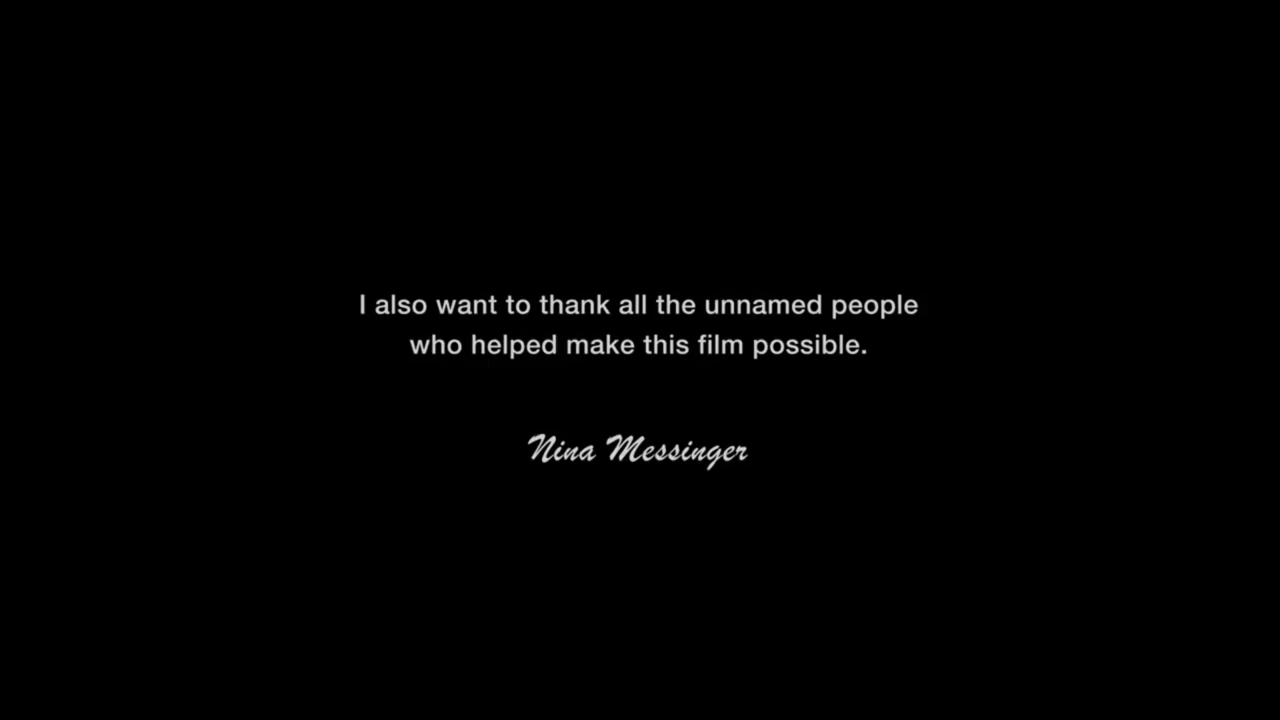 I also want to thank all the unnamed people
who helped make this film possible.
Nina Messinger